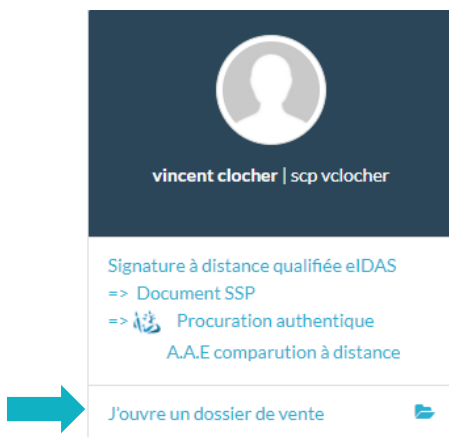 vincent clocher | scp vclocher
Signature à distance qualifiée eIDAS
=> Document SSP
=> Procuration authentique
A.A.E comparution à distance
J'ouvre un dossier de vente